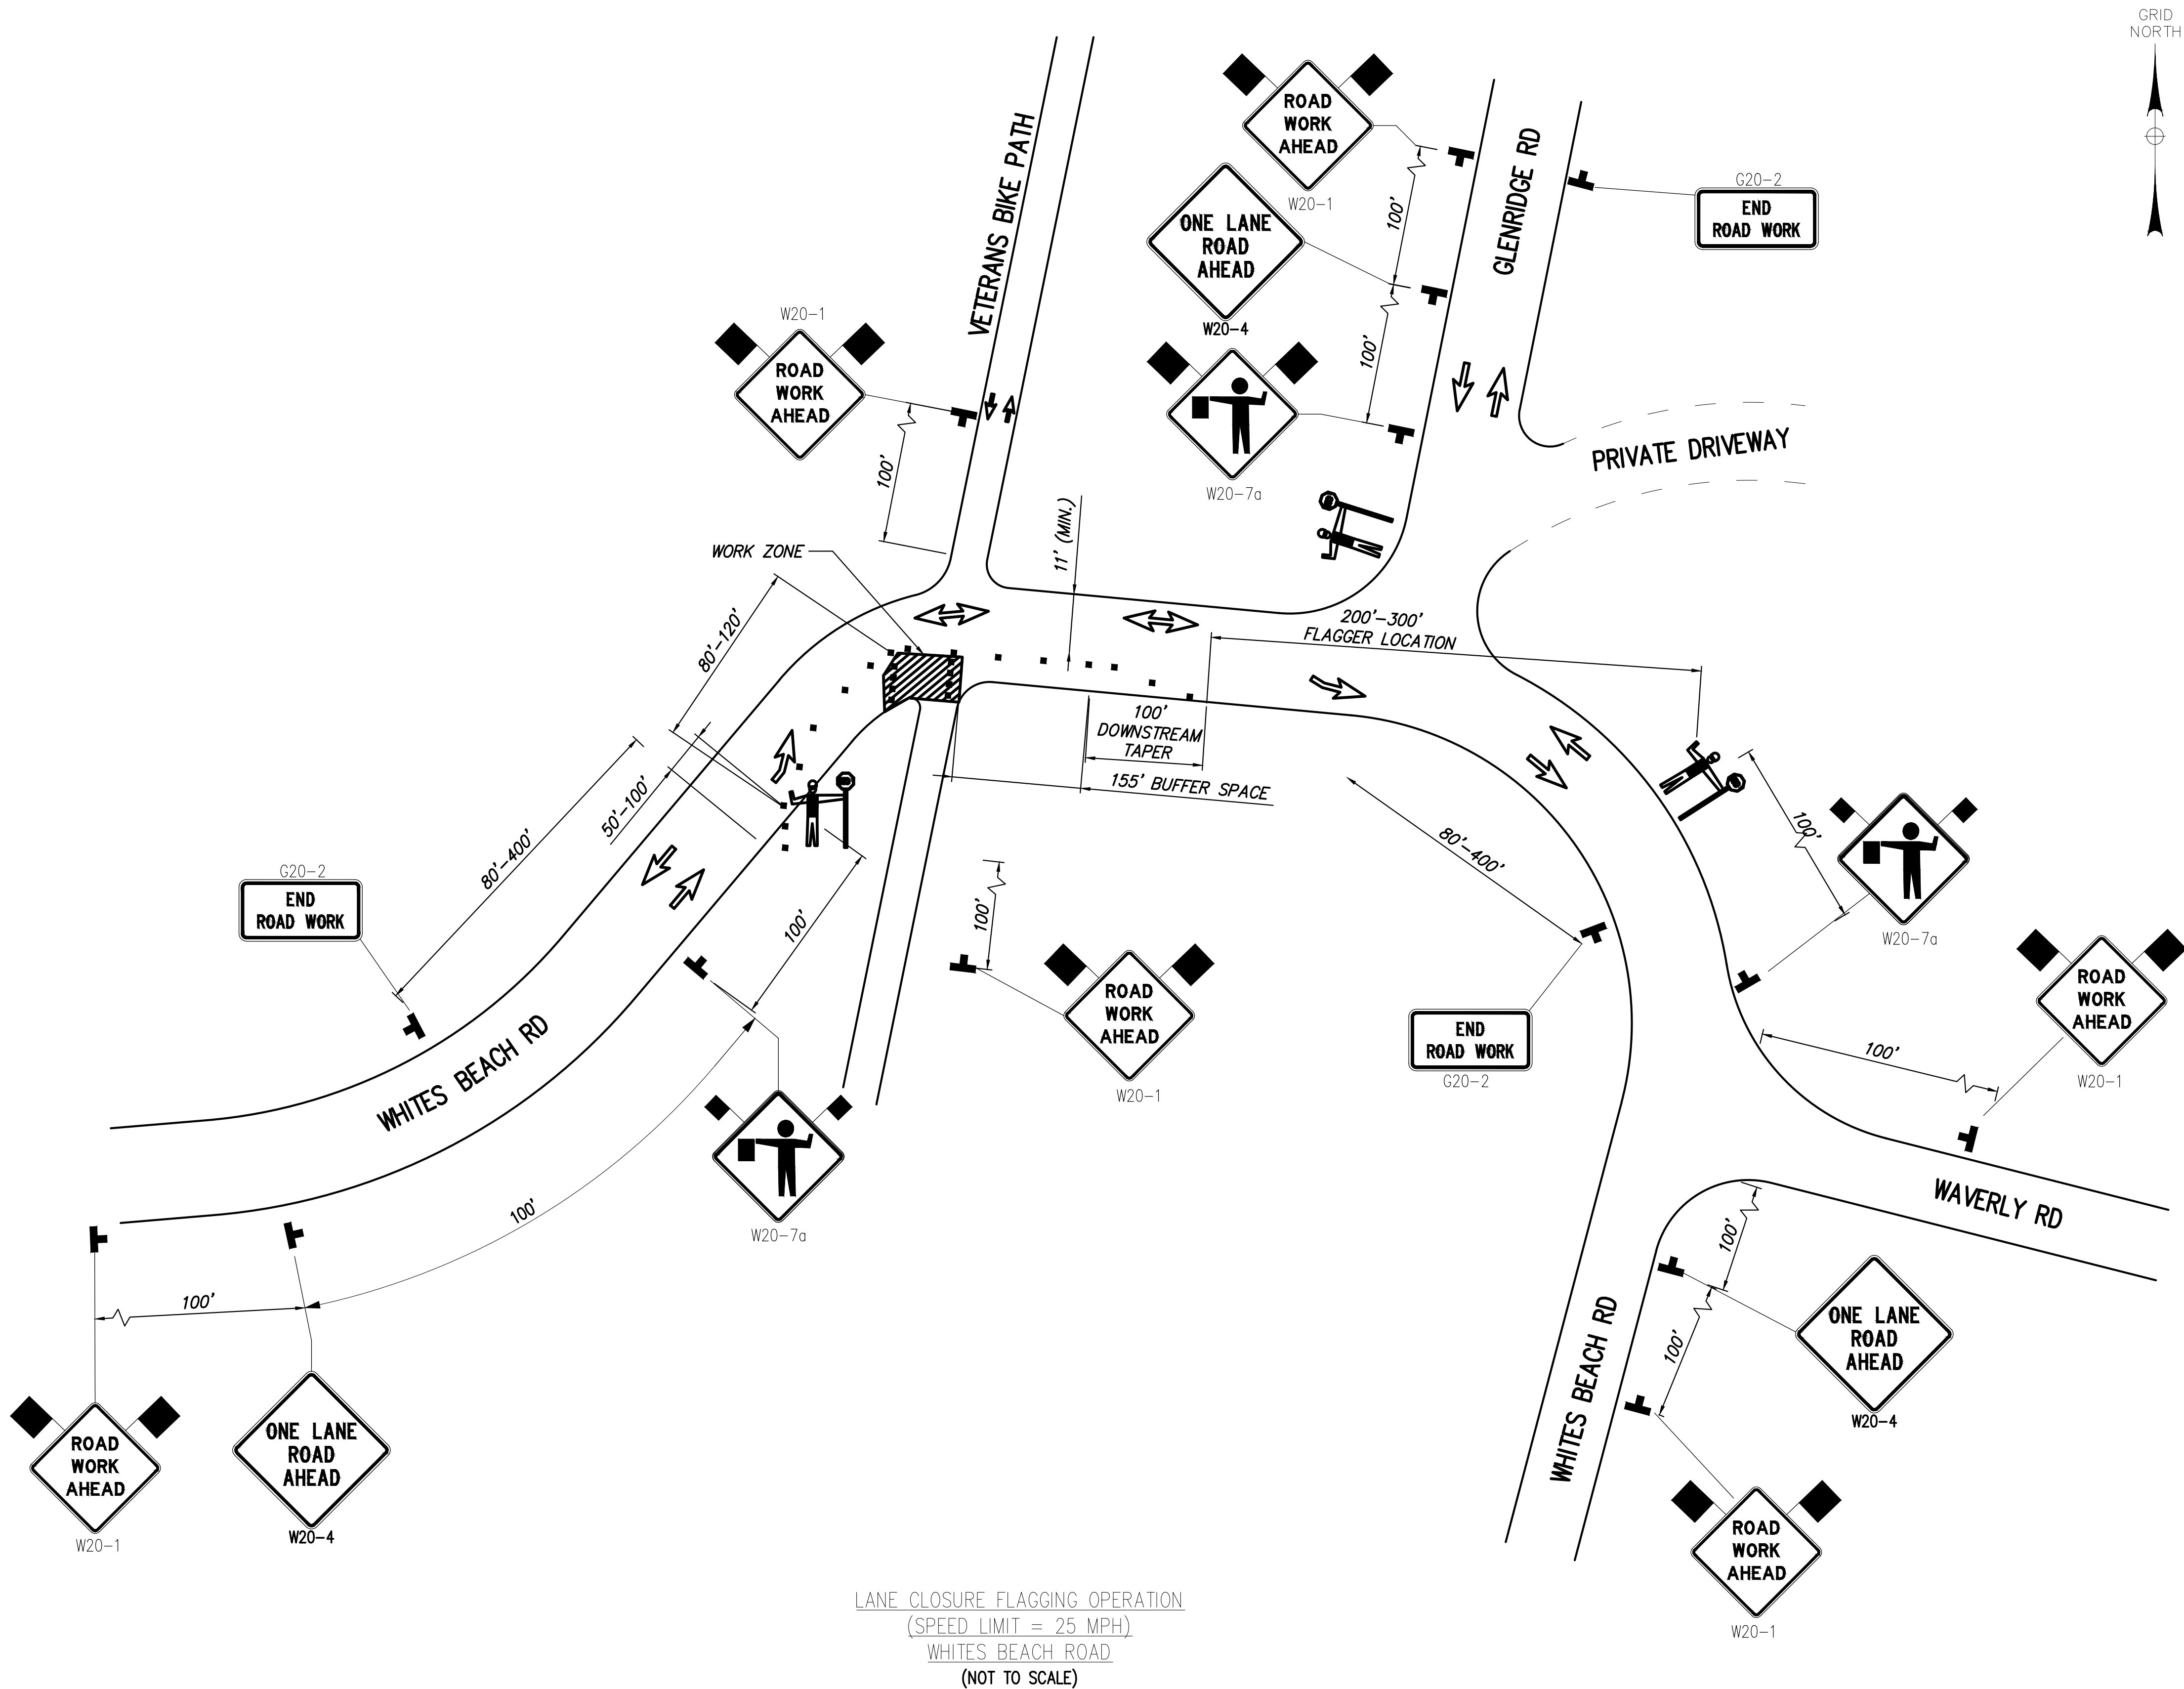 GRID
NORTH
ROAD
WORK
AHEAD
W20-1
100'
ONE LANE
ROAD
AHEAD
W20-4
100'
W20-7a
VETERANS BIKE PATH
GLENRIDGE RD
G20-2
END
ROAD WORK
W20-1
ROAD
WORK
AHEAD
100'
PRIVATE DRIVEWAY
WORK ZONE
11' (MIN.)
80'-120'
200'-300'
FLAGGER LOCATION
100'
DOWNSTREAM
TAPER
155' BUFFER SPACE
50'-100'
80'-400'
G20-2
END
ROAD WORK
100'
100'
ROAD
WORK
AHEAD
W20-1
80'-400'
100'
W20-7a
ROAD
WORK
AHEAD
W20-1
100'
END
ROAD WORK
G20-2
WHITES BEACH RD
W20-7a
100'
100'
WAVERLY RD
100'
100'
ONE LANE
ROAD
AHEAD
W20-4
WHITES BEACH RD
ROAD
WORK
AHEAD
W20-1
ONE LANE
ROAD
AHEAD
W20-4
ROAD
WORK
AHEAD
W20-1
LANE CLOSURE FLAGGING OPERATION
(SPEED LIMIT = 25 MPH)
WHITES BEACH ROAD
(NOT TO SCALE)